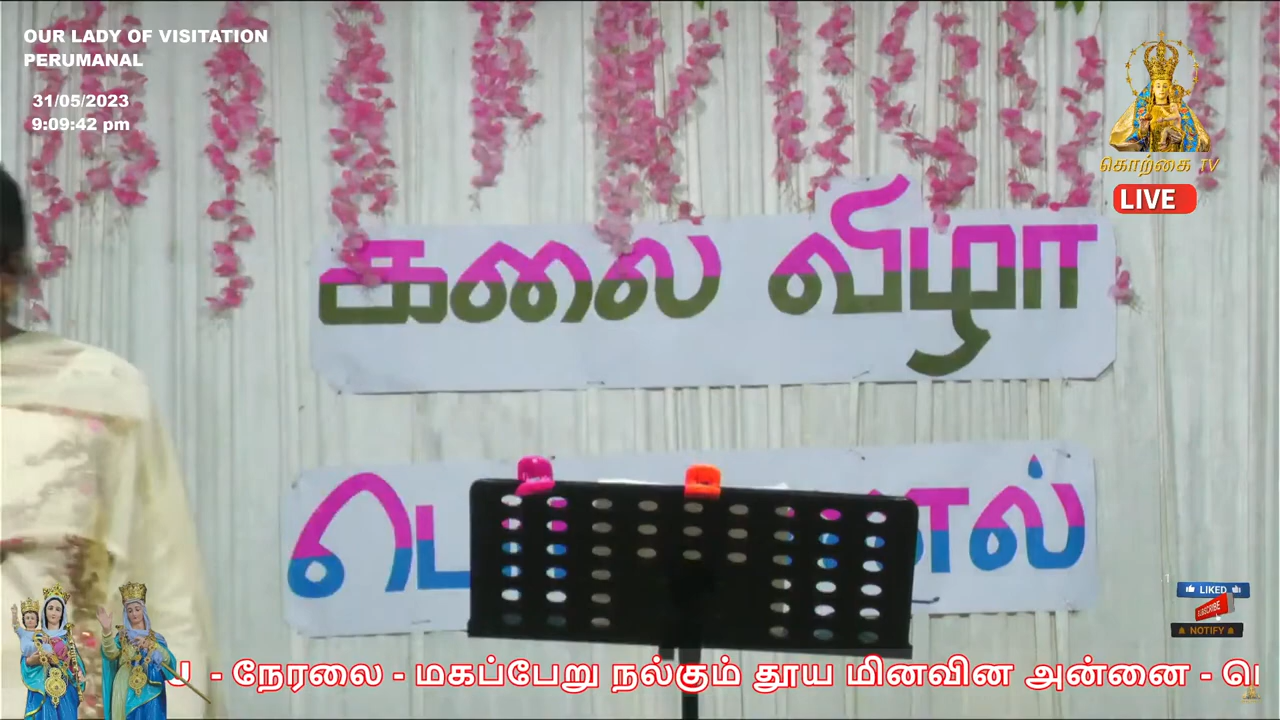 OUR LADY OF VISITATION
PERUMANAL
31/05/2023
9:09:42 pm
கொற்கை TV
LIVE
கலை விழா
LIKED
SUBSCRIBE
NOTIFY
- நேரலை - மகப்பேறு நல்கும் தூய மினவின அன்னை -